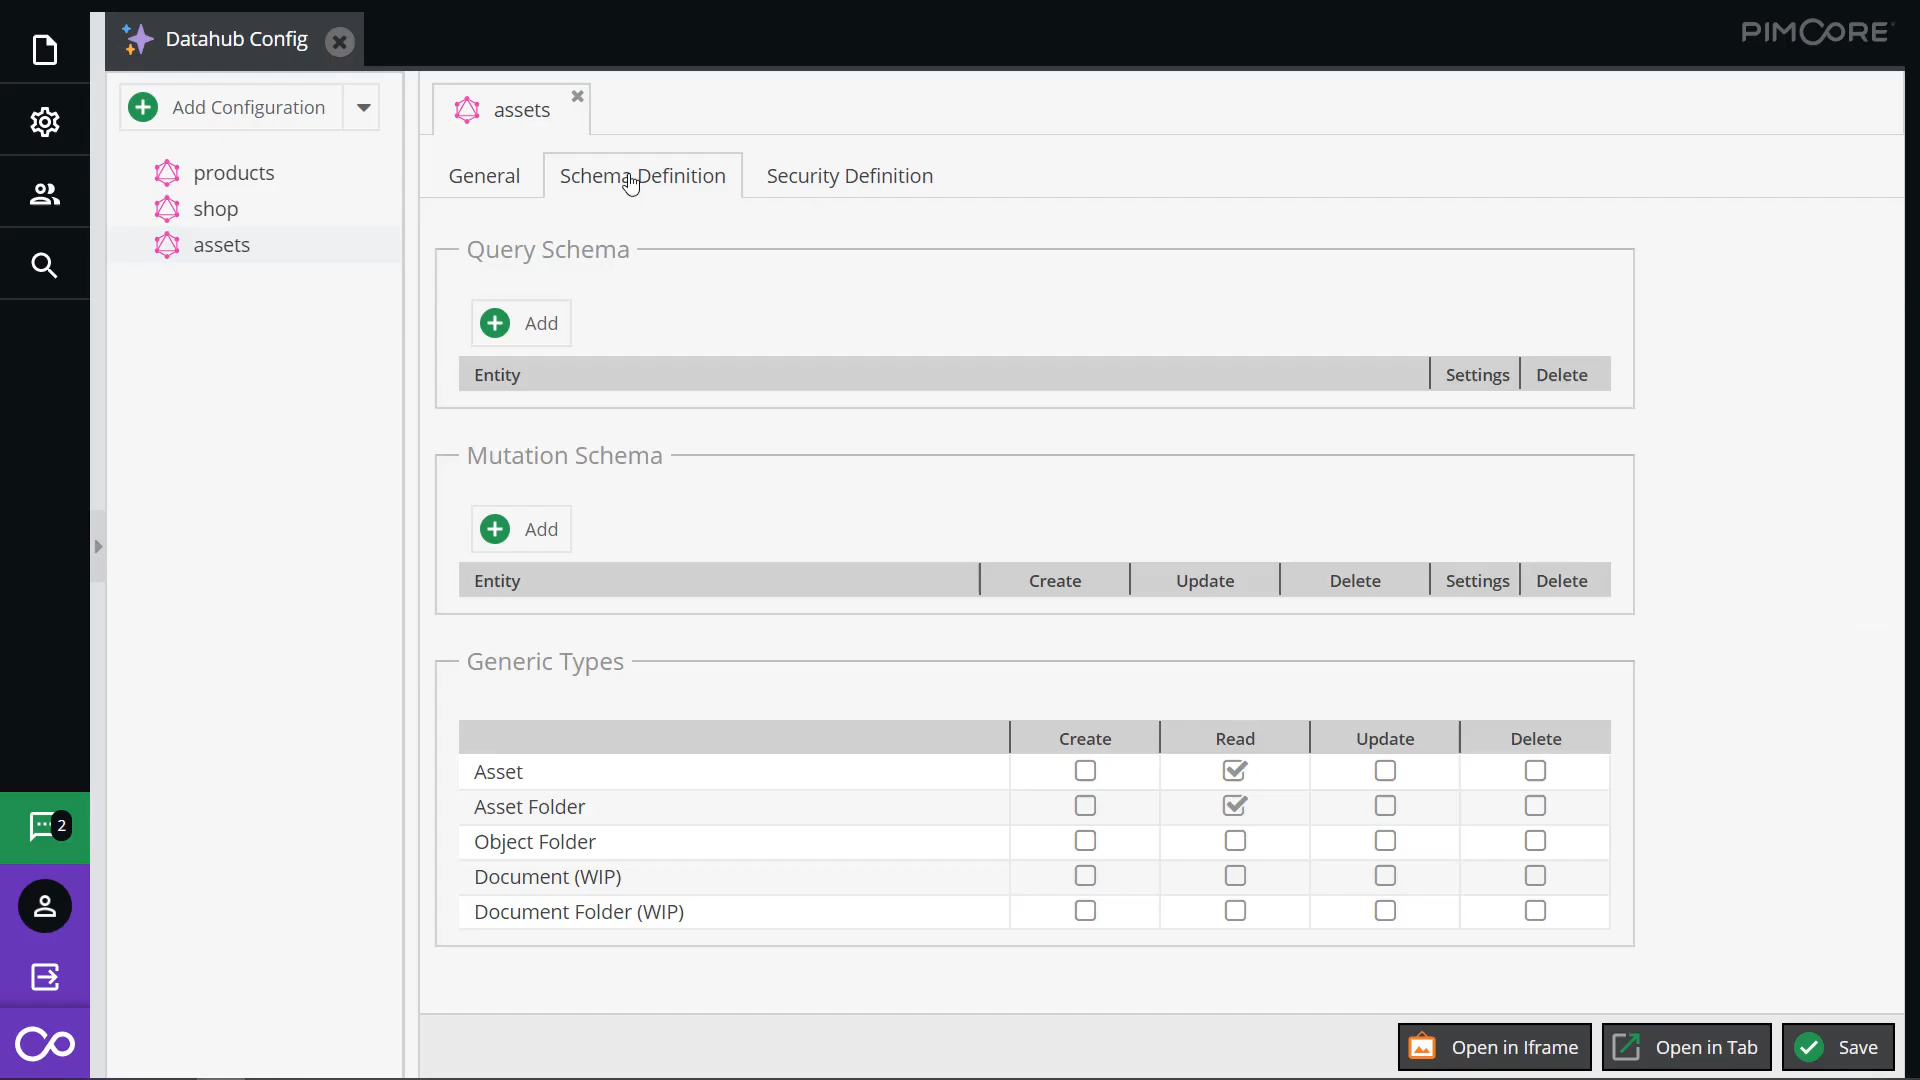 Datahub Config
PIMCORE
Add Configuration
products
shop
assets
assets
General
Schema Definition
Security Definition
Query Schema
Add
Entity Settings Delete
Mutation Schema
Add
Entity Create Update Delete Settings Delete
Generic Types
Create Read Update Delete
Asset
Asset Folder
Object Folder
Document (WIP)
Document Folder (WIP)
2
Open in Iframe
Open in Tab
Save